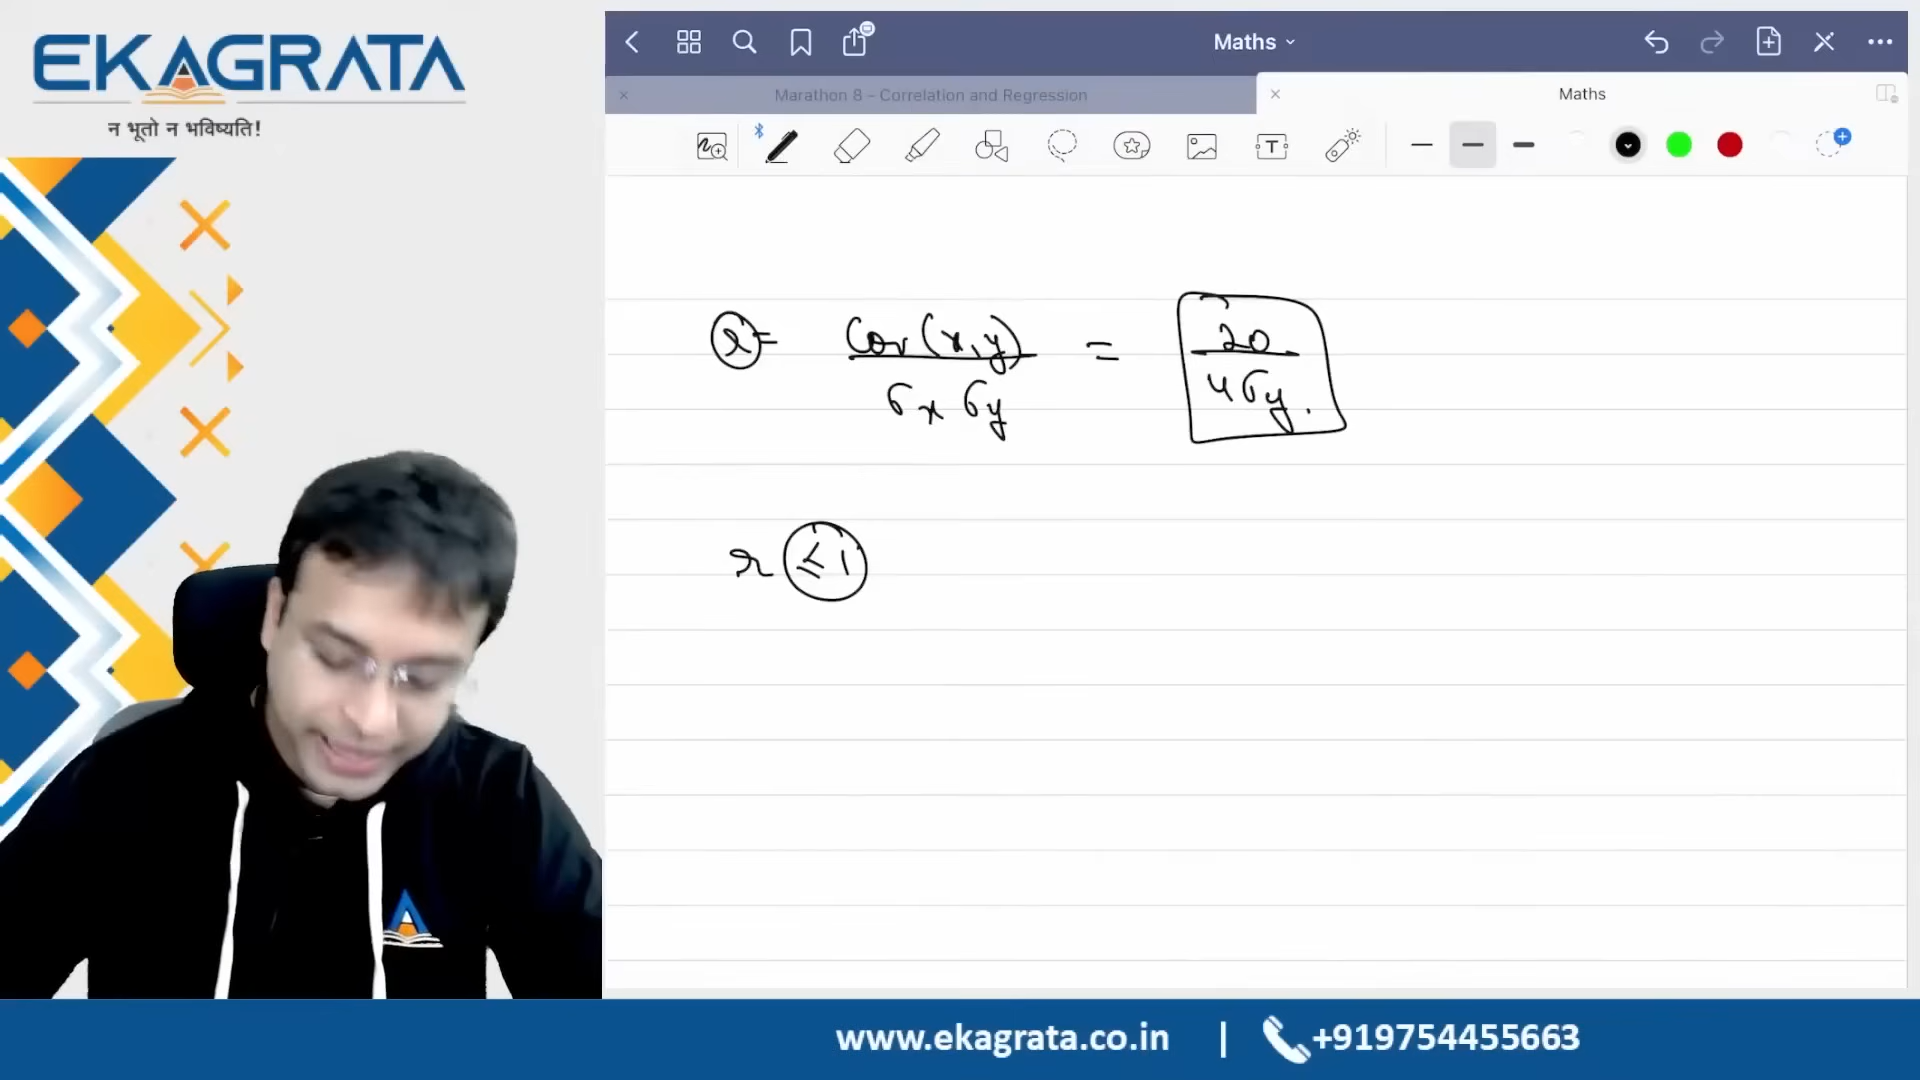 EKAGRATA
न भूतो न भविष्यति!
Maths
Marathon 8 - Correlation and Regression
Maths
T
r = Cov(x,y) / σx σy = 20 / 4σy.
r ≤ 1
www.ekagrata.co.in | +919754455663